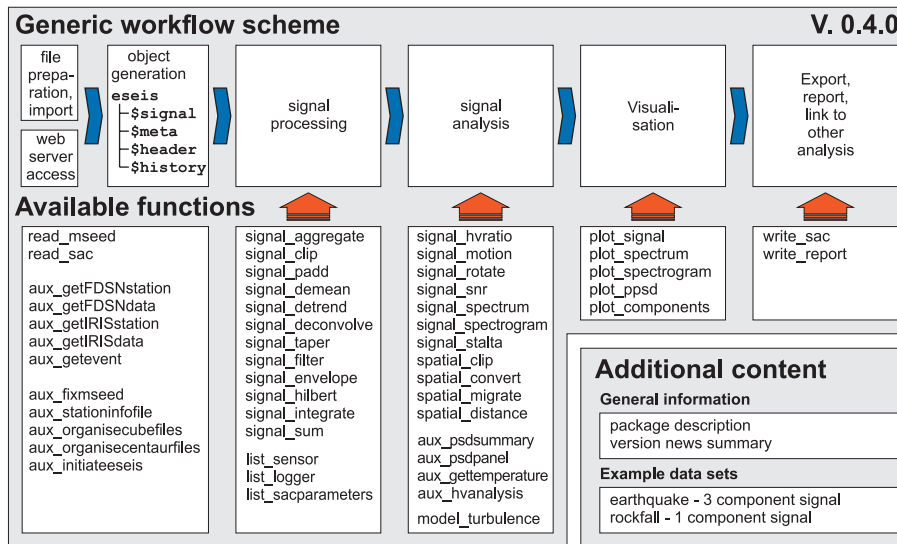 Generic workflow scheme
V. 0.4.0
file
prepa-
ration,
import
web
server
access
object
generation
eseis
$signal
$meta
$header
$history
signal
processing
signal
analysis
Visuali-
sation
Export,
report,
link to
other
analysis
Available functions
read_mseed
read_sac
aux_getFDSNstation
aux_getFDSNdata
aux_getIRISstation
aux_getIRISdata
aux_getevent
aux_fixmseed
aux_stationinfofile
aux_organisecubefiles
aux_organisecentaurfiles
aux_initiateeseis
signal_aggregate
signal_clip
signal_padd
signal_demean
signal_detrend
signal_deconvolve
signal_taper
signal_filter
signal_envelope
signal_hilbert
signal_integrate
signal_sum
list_sensor
list_logger
list_sacparameters
signal_hvratio
signal_motion
signal_rotate
signal_snr
signal_spectrum
signal_spectrogram
signal_stalta
spatial_clip
spatial_convert
spatial_migrate
spatial_distance
aux_psdsummary
aux_psdpanel
aux_gettemperature
aux_hvanalysis
model_turbulence
plot_signal
plot_spectrum
plot_spectrogram
plot_ppsd
plot_components
write_sac
write_report
Additional content
General information
package description
version news summary
Example data sets
earthquake - 3 component signal
rockfall - 1 component signal